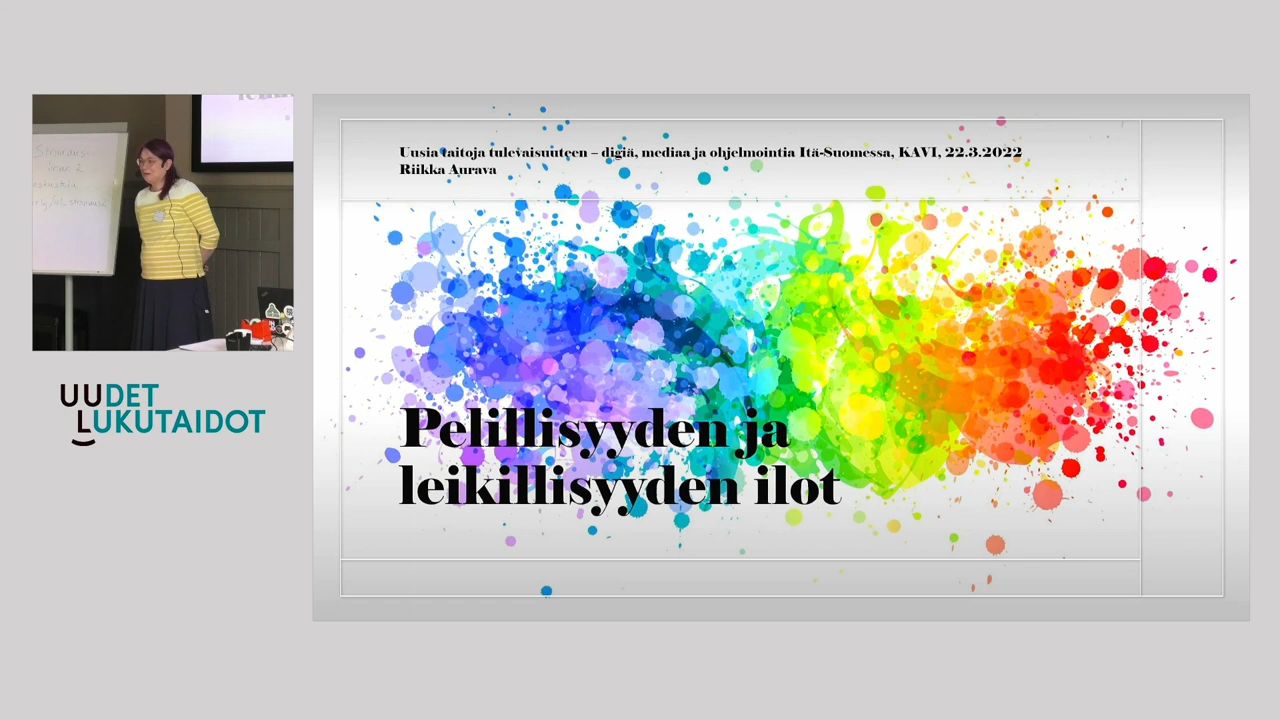 Uusia taitoja tulevaisuuteen – digiä, mediaa ja ohjelmointia Itä-Suomessa, KAVI, 22.3.2022
Riikka Aurava
Pelillisyyden ja
leikillisyyden ilot
UUDET
LUKUTAIDOT